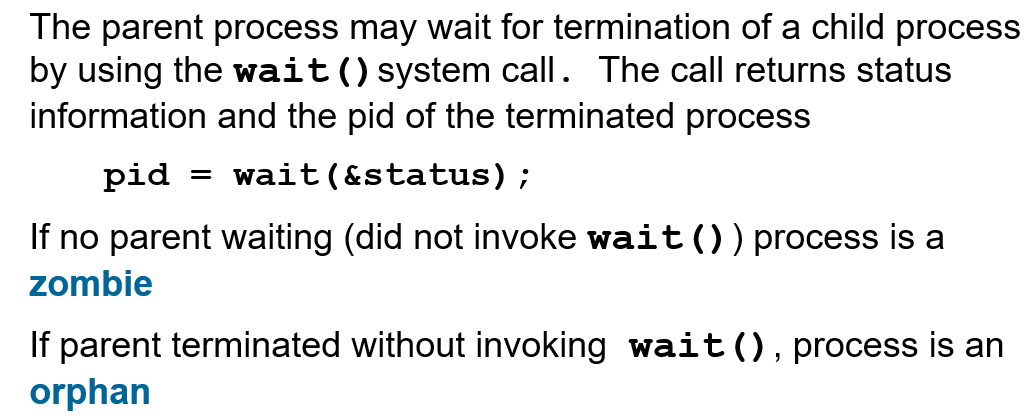 The parent process may wait for termination of a child process
by using the wait()system call. The call returns status
information and the pid of the terminated process
pid = wait(&status);
If no parent waiting (did not invoke wait()) process is a
zombie
If parent terminated without invoking wait(), process is an
orphan